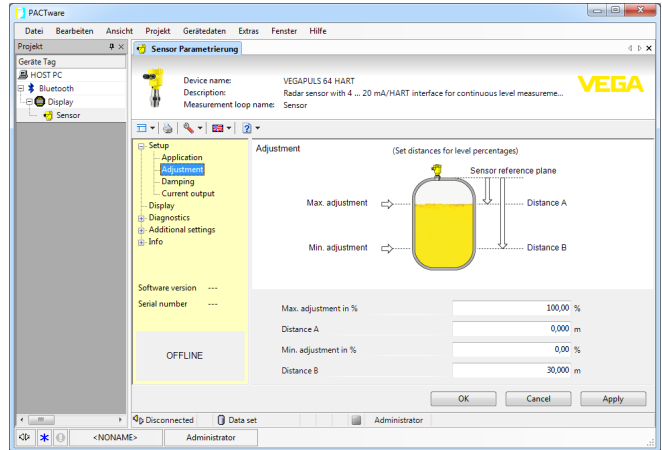 PACTware
Datei Bearbeiten Ansicht Projekt Gerätedaten Extras Fenster Hilfe
Projekt
Sensor Parametrierung
Geräte Tag
HOST PC
Bluetooth
Display
Sensor
Device name: VEGAPULS 64 HART
Description: Radar sensor with 4 ... 20 mA/HART interface for continuous level measureme...
Measurement loop name: Sensor
VEGA
Setup
Application
Adjustment
Damping
Current output
Display
Diagnostics
Additional settings
Info
Software version ---
Serial number ---
OFFLINE
Adjustment (Set distances for level percentages)
Sensor reference plane
Max. adjustment Distance A
Min. adjustment Distance B
Max. adjustment in % 100,00 %
Distance A 0,000 m
Min. adjustment in % 0,00 %
Distance B 30,000 m
OK Cancel Apply
Disconnected Data set Administrator
<NONAME> Administrator